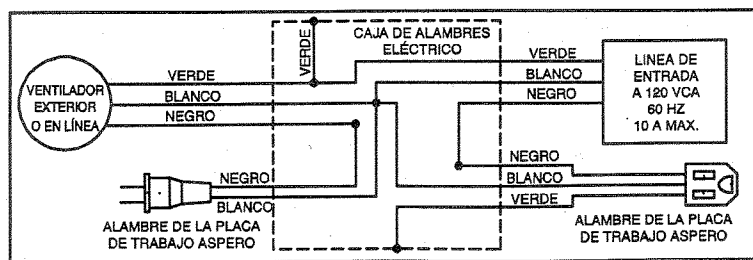 CAJA DE ALAMBRES
ELÉCTRICO
VERDE
VERDE
BLANCO
NEGRO
VENTILADOR
EXTERIOR
O EN LÍNEA
VERDE
BLANCO
NEGRO
LINEA DE
ENTRADA
A 120 VCA
60 HZ
10 A MAX.
NEGRO
BLANCO
ALAMBRE DE LA PLACA
DE TRABAJO ASPERO
NEGRO
BLANCO
VERDE
ALAMBRE DE LA PLACA
DE TRABAJO ASPERO